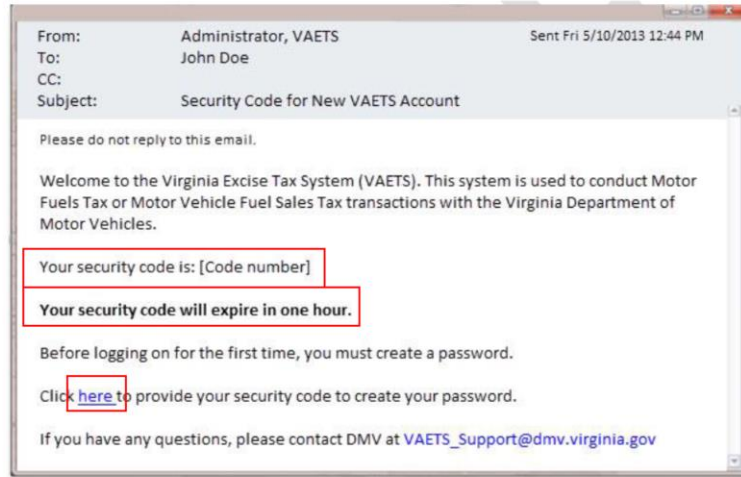 From: Administrator, VAETS Sent Fri 5/10/2013 12:44 PM
To: John Doe
CC:
Subject: Security Code for New VAETS Account
Please do not reply to this email.
Welcome to the Virginia Excise Tax System (VAETS). This system is used to conduct Motor
Fuels Tax or Motor Vehicle Fuel Sales Tax transactions with the Virginia Department of
Motor Vehicles.
Your security code is: [Code number]
Your security code will expire in one hour.
Before logging on for the first time, you must create a password.
Click here to provide your security code to create your password.
If you have any questions, please contact DMV at VAETS_Support@dmv.virginia.gov